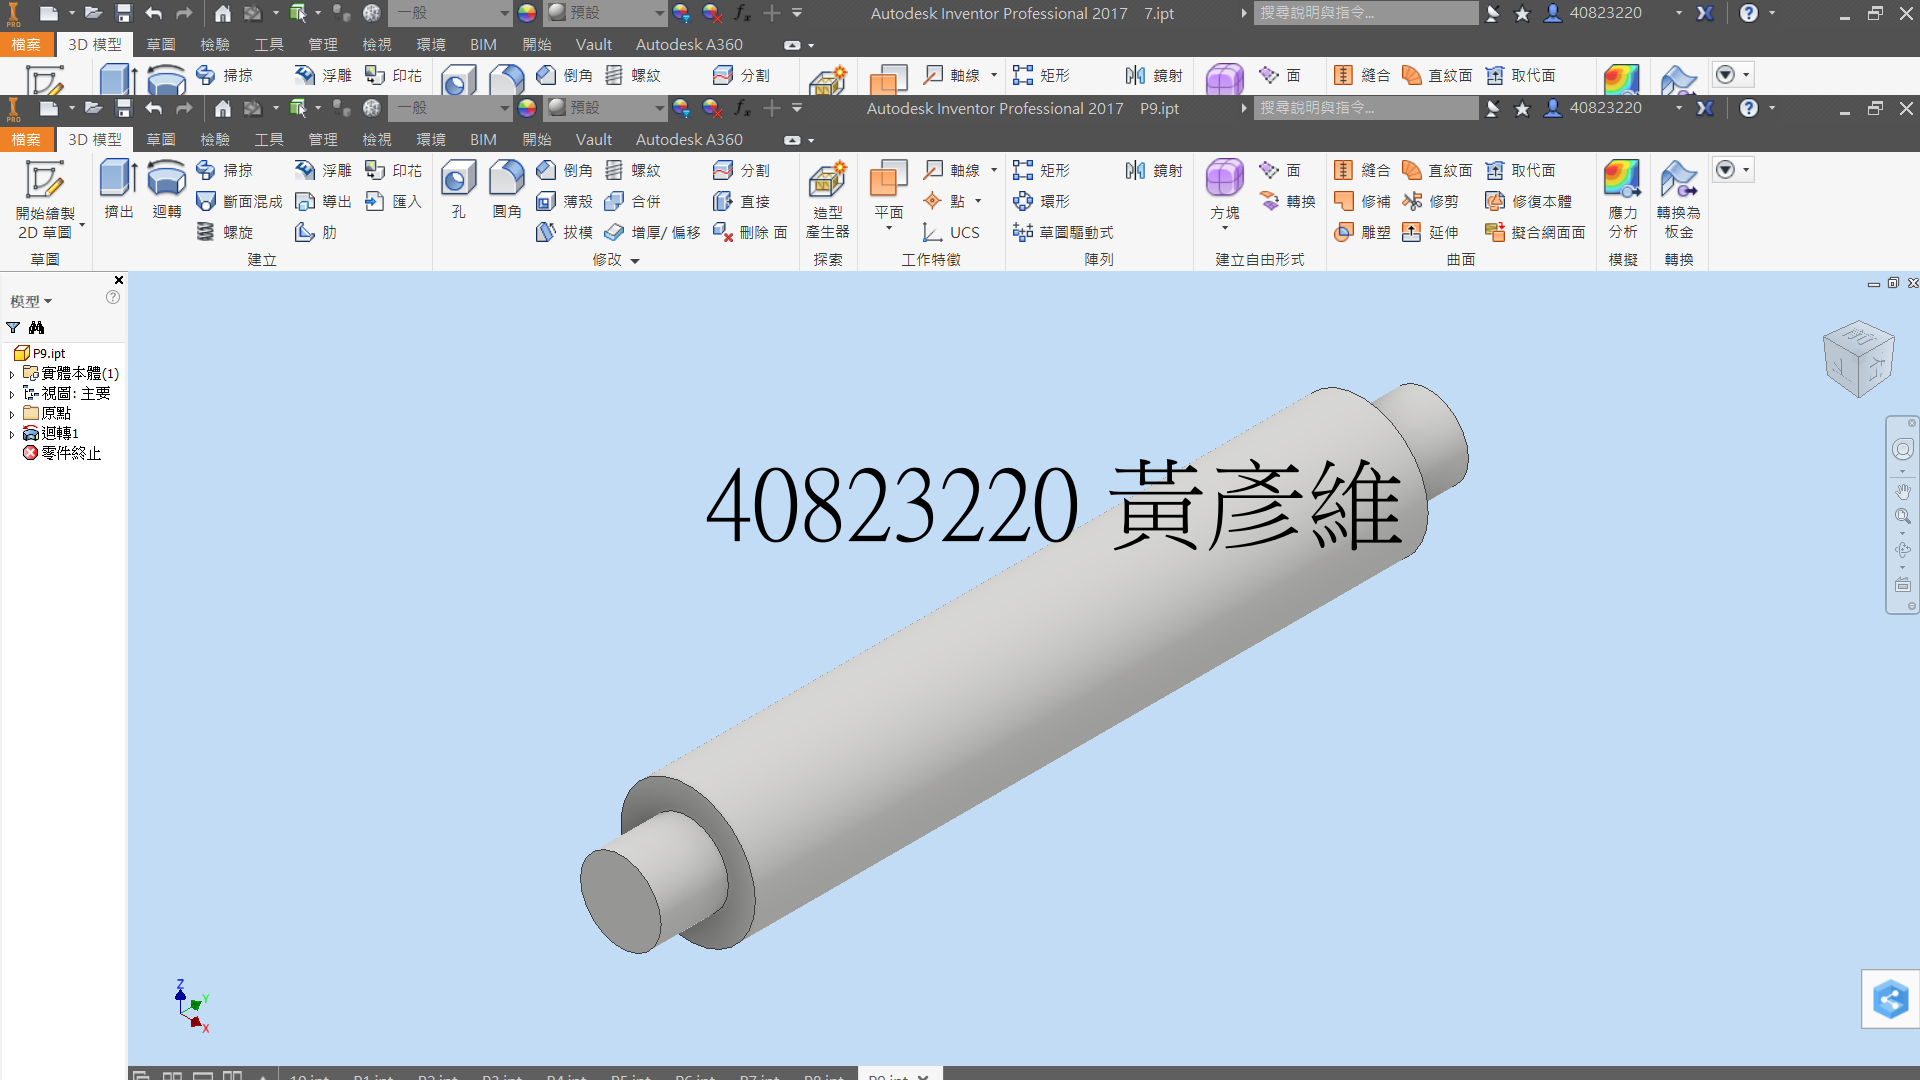 PRO
一般
預設
Autodesk Inventor Professional 2017 7.ipt
搜尋說明與指令...
40823220
檔案 3D 模型 草圖 檢驗 工具 管理 檢視 環境 BIM 開始 Vault Autodesk A360
掃掠 浮雕 印花 倒角 螺紋 分割 軸線 矩形 鏡射 面 縫合 直紋面 取代面
PRO
一般
預設
Autodesk Inventor Professional 2017 P9.ipt
搜尋說明與指令...
40823220
檔案 3D 模型 草圖 檢驗 工具 管理 檢視 環境 BIM 開始 Vault Autodesk A360
開始繪製
2D 草圖
草圖
擠出 迴轉
掃掠 浮雕 印花
斷面混成 導出 匯入
螺旋 肋
建立
孔 圓角
倒角 螺紋 分割
薄殼 合併 直接
拔模 增厚/ 偏移 刪除 面
修改
造型
產生器
探索
平面
軸線
點
UCS
工作特徵
矩形 鏡射
環形
草圖驅動式
陣列
方塊
面
轉換
建立自由形式
縫合 直紋面 取代面
修補 修剪 修復本體
雕塑 延伸 擬合網面面
曲面
應力
分析
模擬
轉換為
板金
轉換
模型
P9.ipt
實體本體(1)
視圖: 主要
原點
迴轉1
零件終止
40823220 黃彥維
Z
Y
X
10.ipt P1.ipt P2.ipt P3.ipt P4.ipt P5.ipt P6.ipt P7.ipt P8.ipt P9.ipt